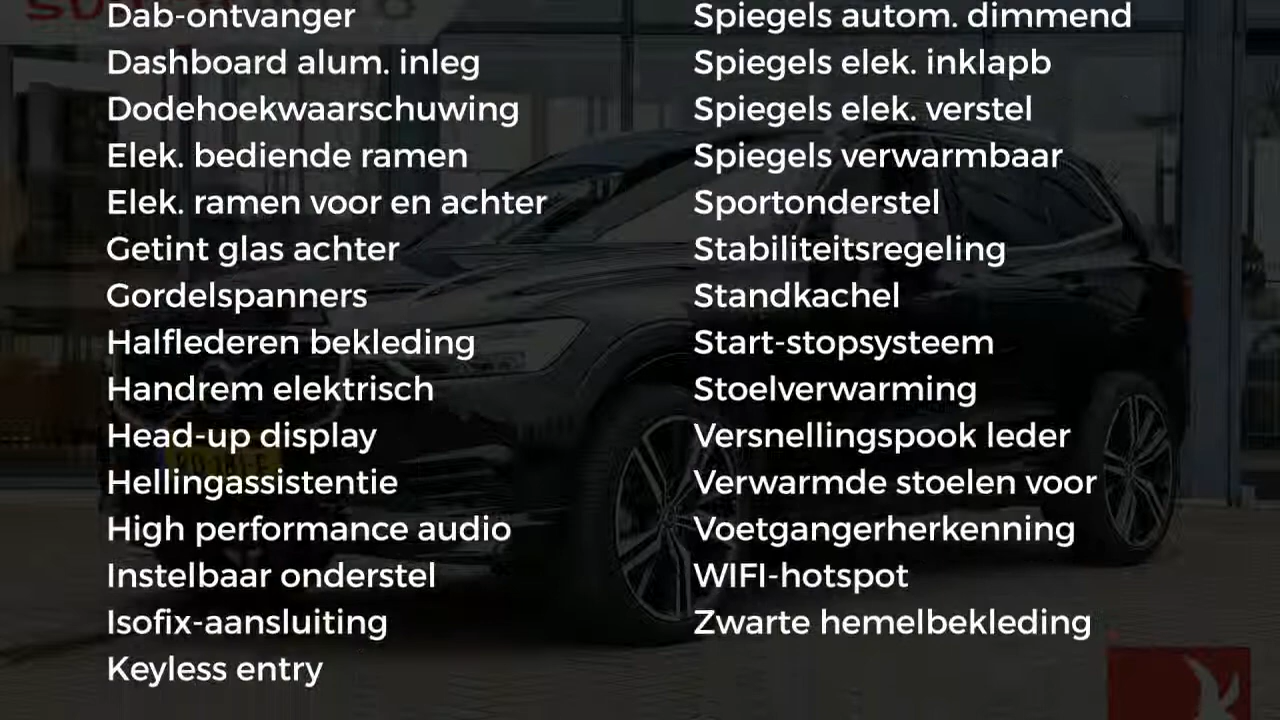 Dab-ontvanger
Dashboard alum. inleg
Dodehoekwaarschuwing
Elek. bediende ramen
Elek. ramen voor en achter
Getint glas achter
Gordelspanners
Halflederen bekleding
Handrem elektrisch
Head-up display
Hellingassistentie
High performance audio
Instelbaar onderstel
Isofix-aansluiting
Keyless entry
Spiegels autom. dimmend
Spiegels elek. inklapb
Spiegels elek. verstel
Spiegels verwarmbaar
Sportonderstel
Stabiliteitsregeling
Standkachel
Start-stopsysteem
Stoelverwarming
Versnellingspook leder
Verwarmde stoelen voor
Voetgangerherkenning
WIFI-hotspot
Zwarte hemelbekleding